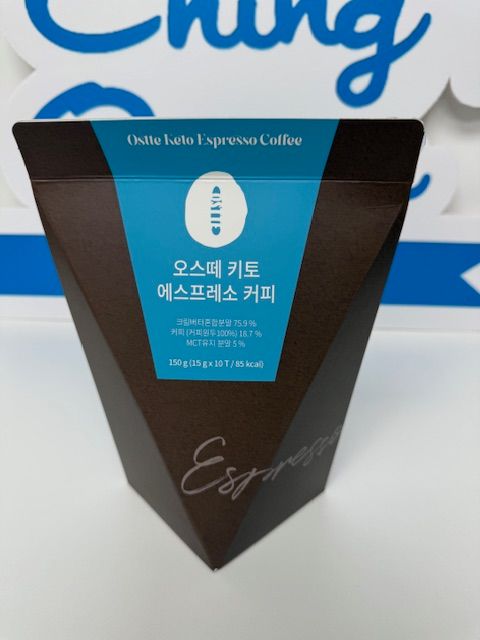 Ching
Ostte Keto Espresso Coffee
OSTTE
오스떼 키토
에스프레소 커피
크림버터혼합분말 75.9 %
커피 (커피원두100%) 18.7 %
MCT유지 분말 5 %
150 g (15 g x 10 T / 85 kcal)
Espresso